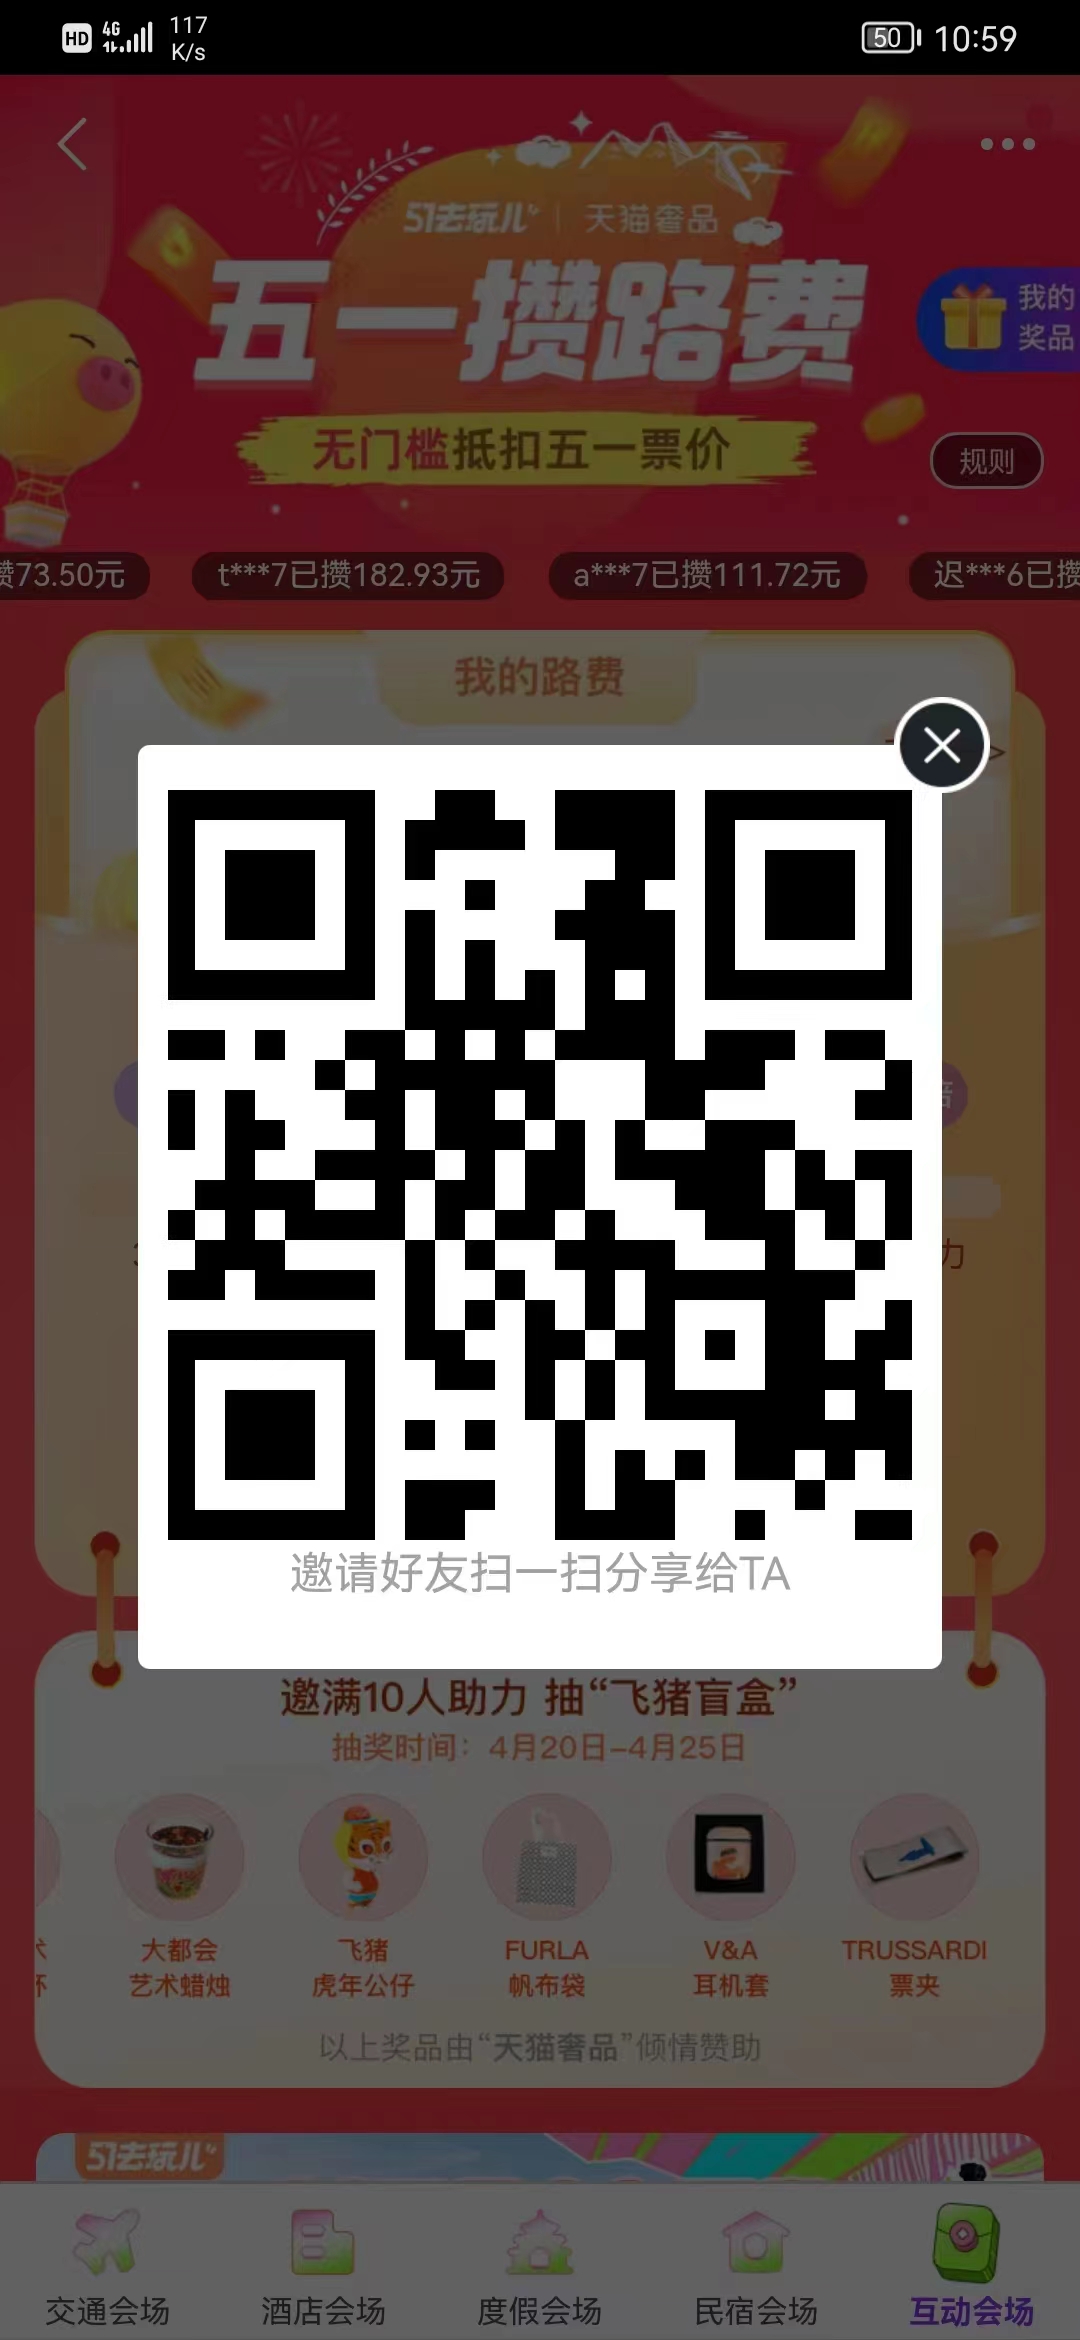 HD 4G 117 K/s 50 10:59
51去玩儿 | 天猫奢品
五一攒路费
我的
奖品
无门槛抵扣五一票价
规则
攒73.50元 t***7已攒182.93元 a***7已攒111.72元 迟***6已攒
我的路费
力
邀请好友扫一扫分享给TA
邀满10人助力 抽“飞猪盲盒”
抽奖时间：4月20日-4月25日
大都会 飞猪 FURLA V&A TRUSSARDI
艺术蜡烛 虎年公仔 帆布袋 耳机套 票夹
以上奖品由“天猫奢品”倾情赞助
51去玩儿
交通会场 酒店会场 度假会场 民宿会场 互动会场